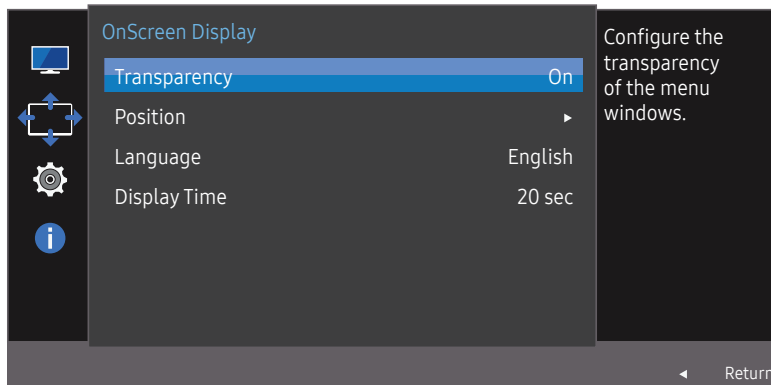 OnScreen Display
Transparency On
Position ▸
Language English
Display Time 20 sec
Configure the
transparency
of the menu
windows.
i
◂ Return